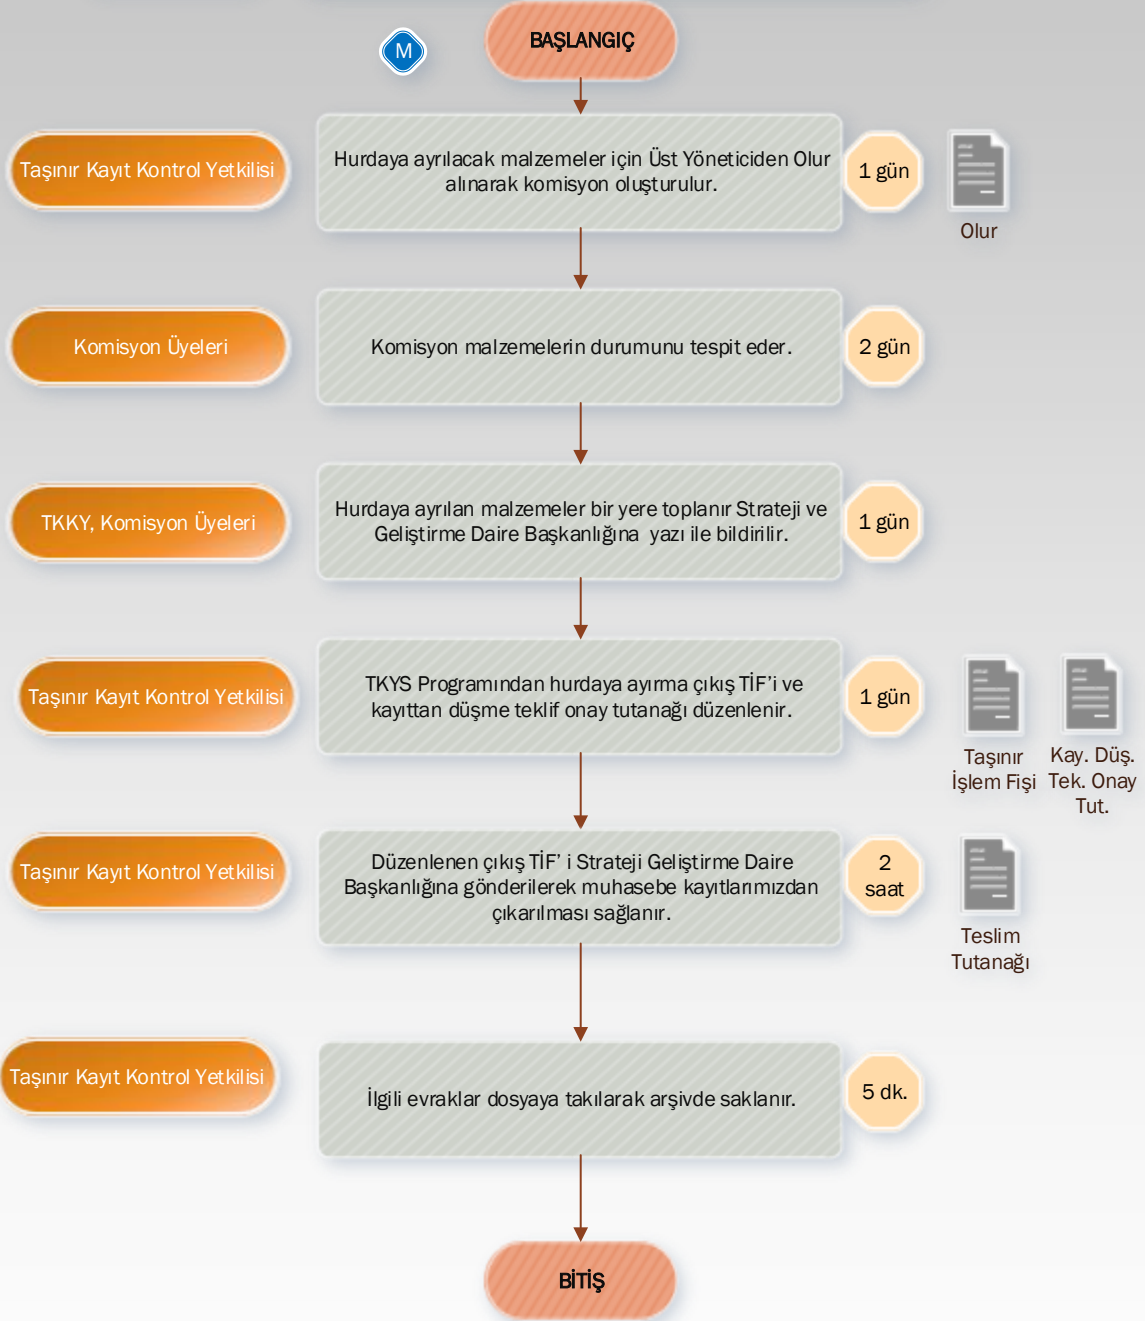 M
BAŞLANGIÇ
Taşınır Kayıt Kontrol Yetkilisi
Hurdaya ayrılacak malzemeler için Üst Yöneticiden Olur
alınarak komisyon oluşturulur.
1 gün
Olur
Komisyon Üyeleri
Komisyon malzemelerin durumunu tespit eder.
2 gün
TKKY, Komisyon Üyeleri
Hurdaya ayrılan malzemeler bir yere toplanır Strateji ve
Geliştirme Daire Başkanlığına yazı ile bildirilir.
1 gün
Taşınır Kayıt Kontrol Yetkilisi
TKYS Programından hurdaya ayırma çıkış TİF’i ve
kayıttan düşme teklif onay tutanağı düzenlenir.
1 gün
Taşınır
İşlem Fişi
Kay. Düş.
Tek. Onay
Tut.
Taşınır Kayıt Kontrol Yetkilisi
Düzenlenen çıkış TİF’ i Strateji Geliştirme Daire
Başkanlığına gönderilerek muhasebe kayıtlarımızdan
çıkarılması sağlanır.
2
saat
Teslim
Tutanağı
Taşınır Kayıt Kontrol Yetkilisi
İlgili evraklar dosyaya takılarak arşivde saklanır.
5 dk.
BİTİŞ